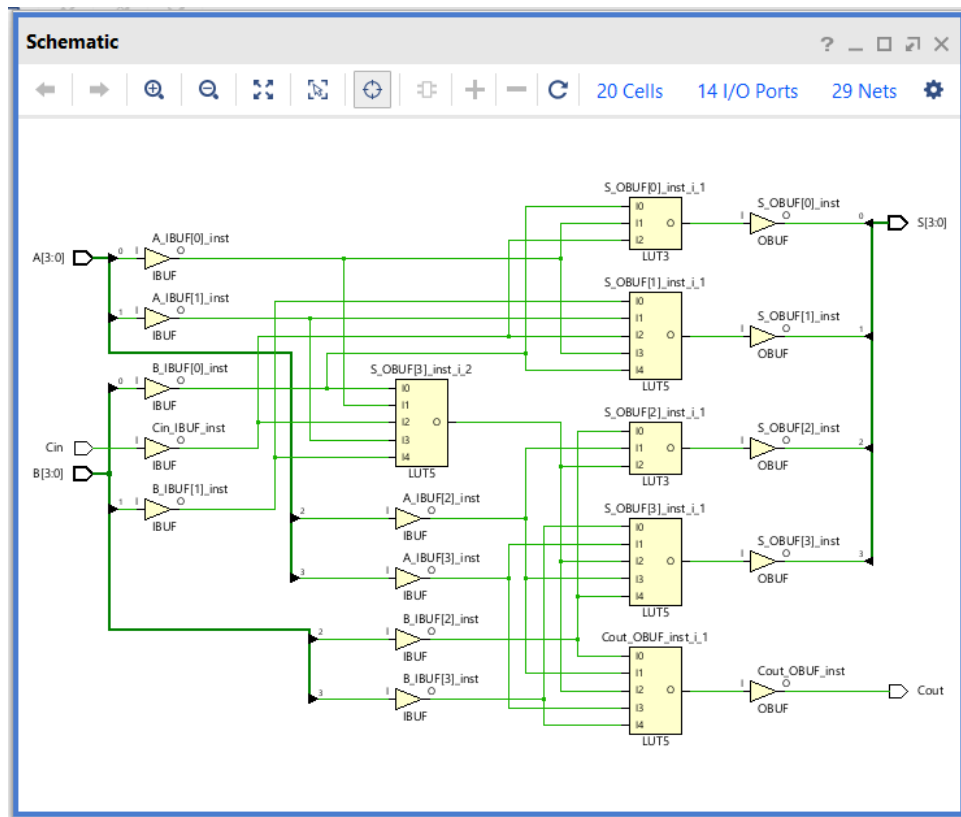 Schematic
20 Cells 14 I/O Ports 29 Nets
S_OBUF[0]_inst_i_1
I0
I1
I2
O
LUT3
S_OBUF[0]_inst
I O
OBUF
0
S[3:0]
A[3:0]
0
A_IBUF[0]_inst
I O
IBUF
1
A_IBUF[1]_inst
I O
IBUF
S_OBUF[1]_inst_i_1
I0
I1
I2
I3
I4
O
LUT5
S_OBUF[1]_inst
I O
OBUF
1
0
B_IBUF[0]_inst
I O
IBUF
Cin
Cin_IBUF_inst
I O
IBUF
B[3:0]
1
B_IBUF[1]_inst
I O
IBUF
S_OBUF[3]_inst_i_2
I0
I1
I2
I3
I4
O
LUT5
S_OBUF[2]_inst_i_1
I0
I1
I2
O
LUT3
S_OBUF[2]_inst
I O
OBUF
2
2
A_IBUF[2]_inst
I O
IBUF
3
A_IBUF[3]_inst
I O
IBUF
S_OBUF[3]_inst_i_1
I0
I1
I2
I3
I4
O
LUT5
S_OBUF[3]_inst
I O
OBUF
3
2
B_IBUF[2]_inst
I O
IBUF
3
B_IBUF[3]_inst
I O
IBUF
Cout_OBUF_inst_i_1
I0
I1
I2
I3
I4
O
LUT5
Cout_OBUF_inst
I O
OBUF
Cout